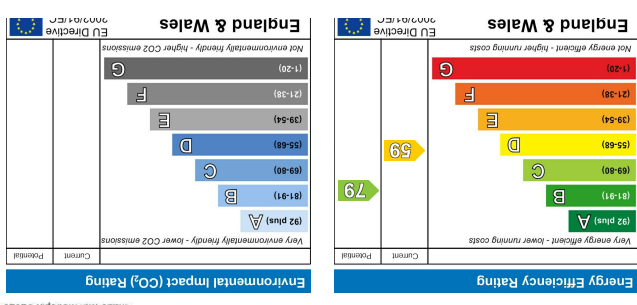 Energy Efficiency Rating
Current
Potential
Very energy efficient - lower running costs
(92 plus) A
(81-91) B
(69-80) C
(55-68) D
(39-54) E
(21-38) F
(1-20) G
59
79
Not energy efficient - higher running costs
England & Wales
EU Directive
2002/91/EC
Environmental Impact (CO₂) Rating
Current
Potential
Very environmentally friendly - lower CO2 emissions
(92 plus) A
(81-91) B
(69-80) C
(55-68) D
(39-54) E
(21-38) F
(1-20) G
Not environmentally friendly - higher CO2 emissions
England & Wales
EU Directive
2002/91/EC